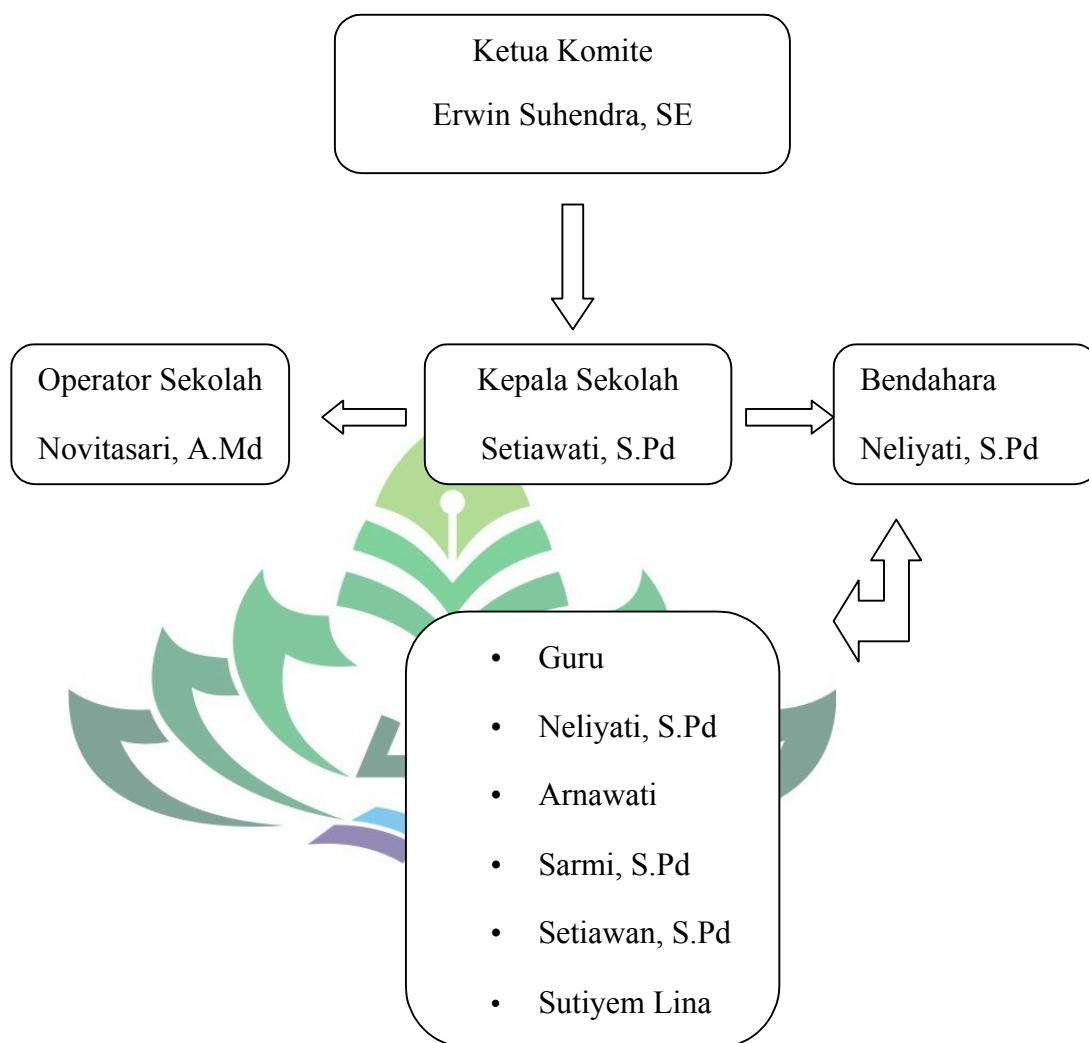 Ketua Komite
Erwin Suhendra, SE
Operator Sekolah
Novitasari, A.Md
Kepala Sekolah
Setiawati, S.Pd
Bendahara
Neliyati, S.Pd
• Guru
• Neliyati, S.Pd
• Arnawati
• Sarmi, S.Pd
• Setiawan, S.Pd
• Sutiyem Lina